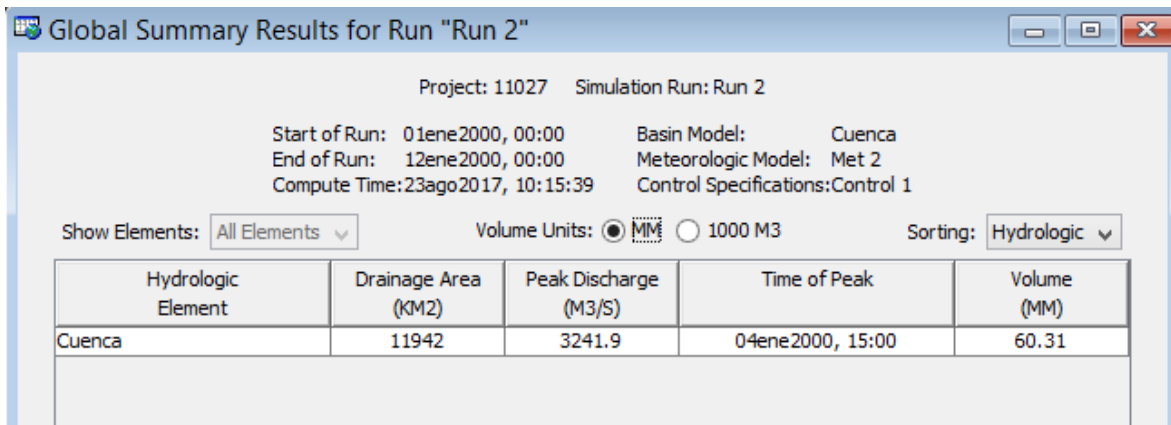 Global Summary Results for Run "Run 2"
Project: 11027 Simulation Run: Run 2
Start of Run: 01ene2000, 00:00 Basin Model: Cuenca
End of Run: 12ene2000, 00:00 Meteorologic Model: Met 2
Compute Time:23ago2017, 10:15:39 Control Specifications:Control 1
Show Elements: All Elements Volume Units: MM 1000 M3 Sorting: Hydrologic
Hydrologic Drainage Area Peak Discharge Time of Peak Volume
Element (KM2) (M3/S) (MM)
Cuenca 11942 3241.9 04ene2000, 15:00 60.31